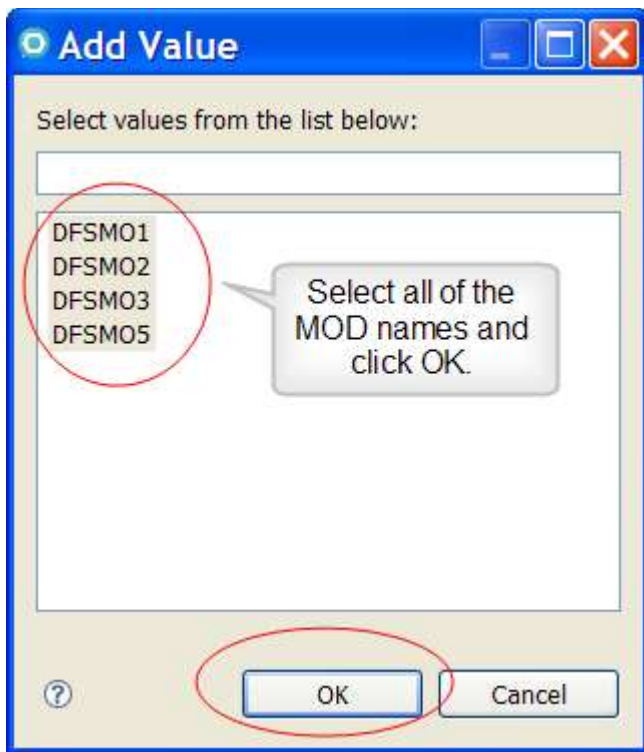 Add Value
Select values from the list below:
DFSMO1
DFSMO2
DFSMO3
DFSMO5
Select all of the
MOD names and
click OK.
?
OK
Cancel